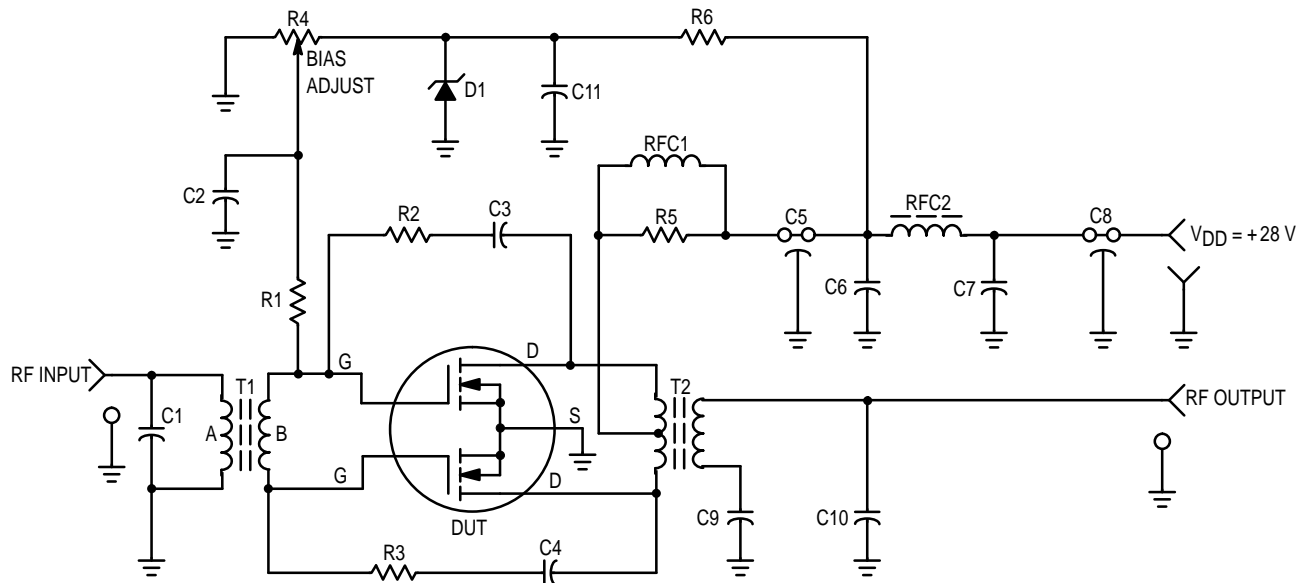 R4
R6
BIAS
ADJUST
D1
C11
RFC1
C2
R2
C3
R5
C5
RFC2
C8
VDD = +28 V
R1
C6
C7
G
D
RF INPUT
T1
T2
RF OUTPUT
C1
A
B
S
G
D
DUT
C9
C10
R3
C4